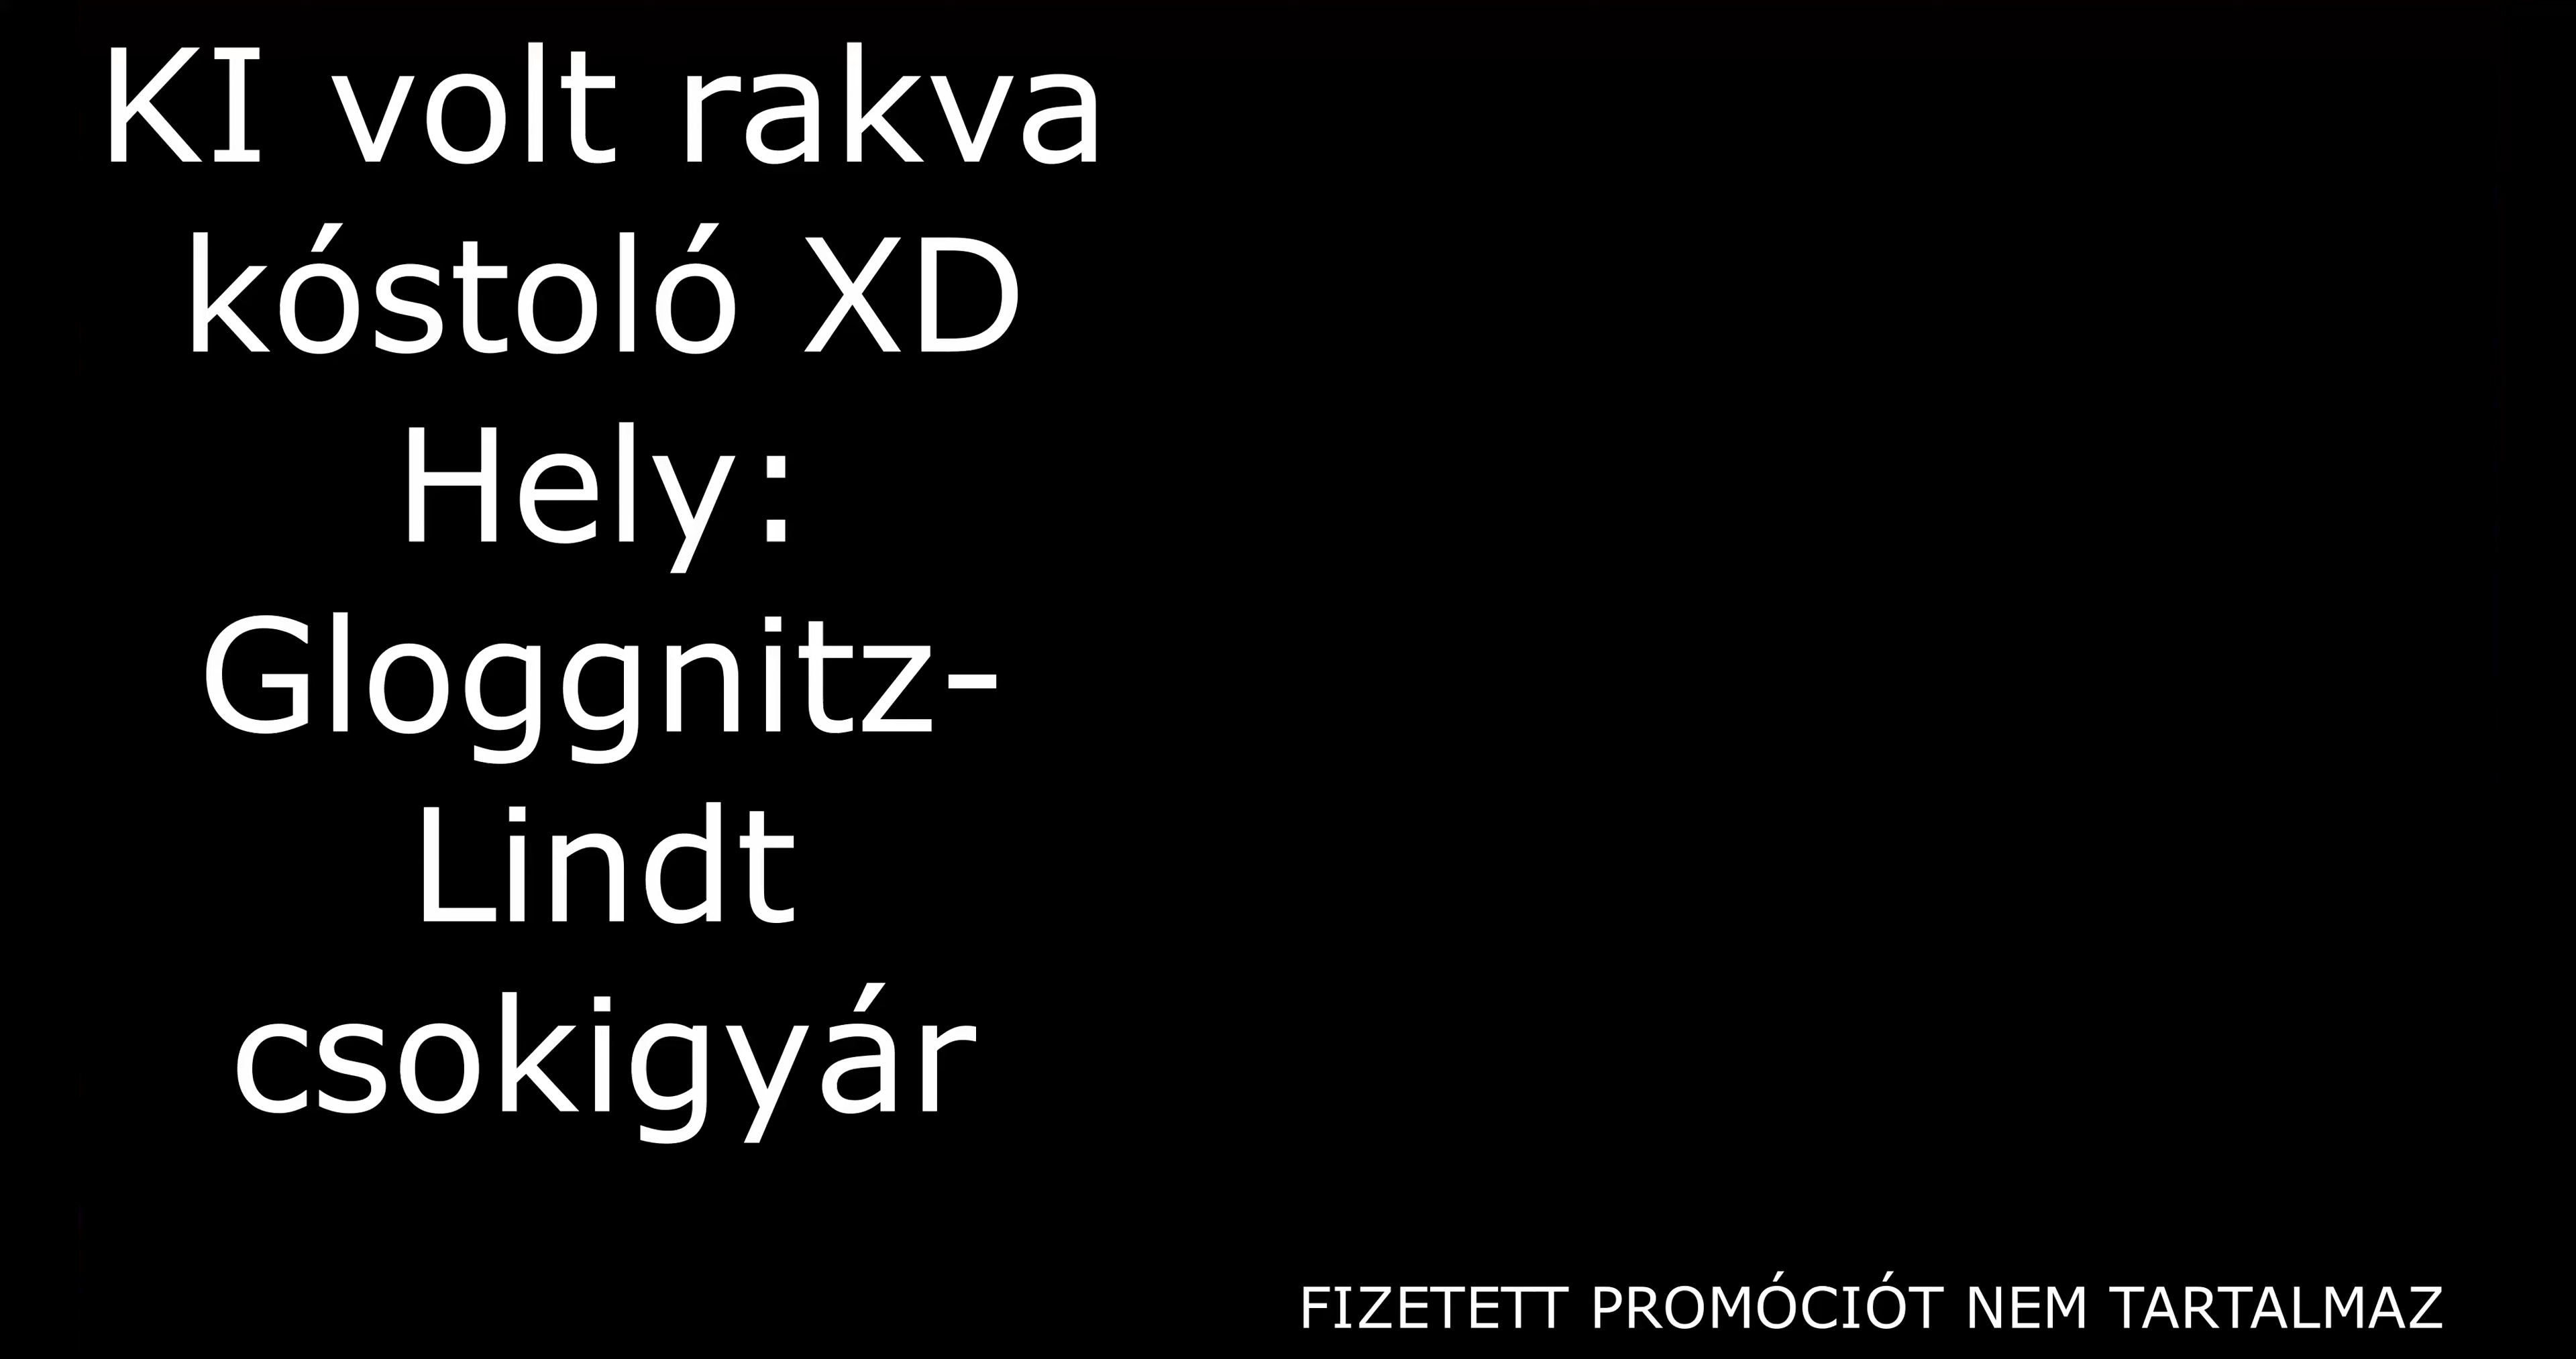 KI volt rakva
kóstoló XD
Hely:
Gloggnitz-
Lindt
csokigyár
FIZETETT PROMÓCIÓT NEM TARTALMAZ